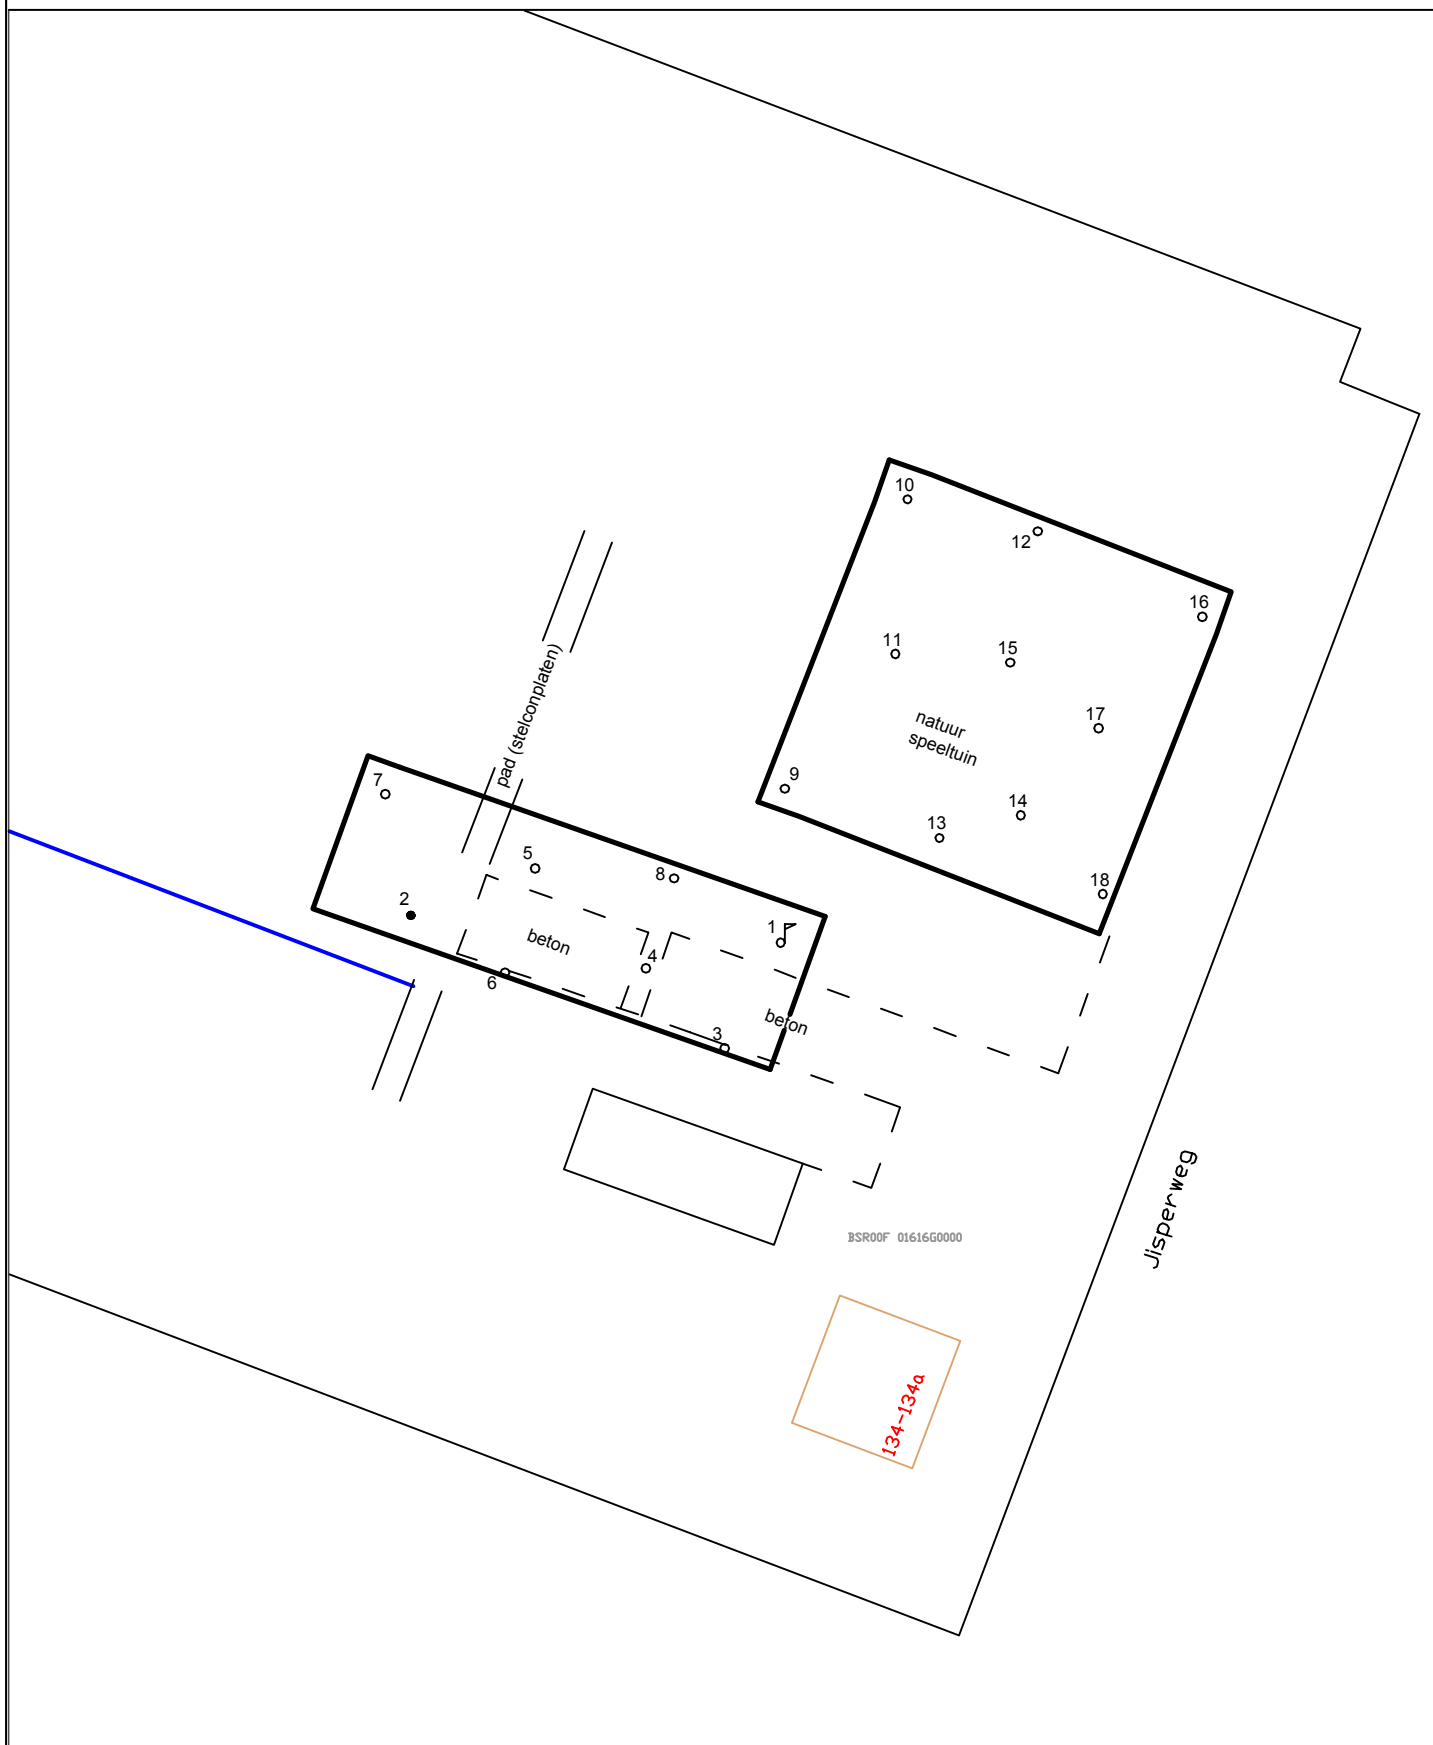 10
12
16
11
15
pad (stelconplaten)
17
natuur
speeltuin
7
9
14
13
5
8
18
2
1
beton
4
6
beton
3
Jisperweg
BSR00F 01616G0000
134-134a